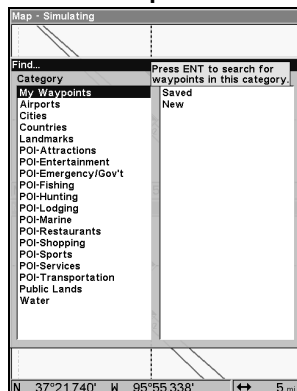 Map - Simulating
Find...
Category
Press ENT to search for
waypoints in this category.
My Waypoints
Airports
Cities
Countries
Landmarks
POI-Attractions
POI-Entertainment
POI-Emergency/Gov't
POI-Fishing
POI-Hunting
POI-Lodging
POI-Marine
POI-Restaurants
POI-Shopping
POI-Sports
POI-Services
POI-Transportation
Public Lands
Water
Saved
New
N 37°21.740' W 95°55.338' ↔ 5 mi